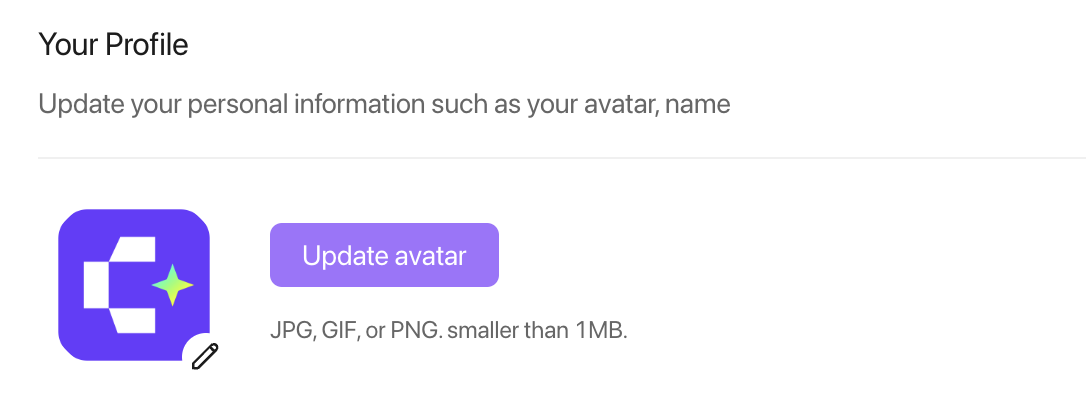 Your Profile
Update your personal information such as your avatar, name
Update avatar
JPG, GIF, or PNG. smaller than 1MB.